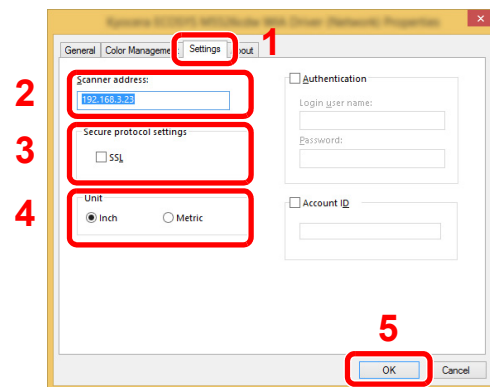 Kyocera ECOSYS M5526cdw WIA Driver (Network) Properties
1
General Color Management Settings About
2
Scanner address:
192.168.3.23
3
Secure protocol settings
SSL
4
Unit
Inch Metric
Authentication
Login user name:
Password:
Account ID
5
OK Cancel